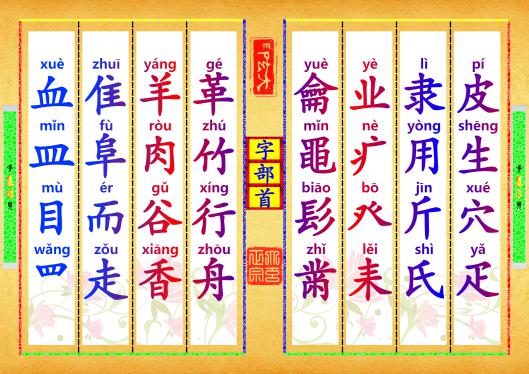 xuè zhuī yáng gé
血 隹 羊 革
mǐn fù ròu zhú
皿 阜 肉 竹
mù ér gǔ xíng
目 而 谷 行
wǎng zǒu xiāng zhōu
罒 走 香 舟
字部首
yuè yè lì pí
龠 业 隶 皮
mǐn nè yòng shēng
黽 疒 用 生
biāo bō jīn xué
髟 癶 斤 穴
zhǐ lěi shì yǎ
黹 耒 氏 疋